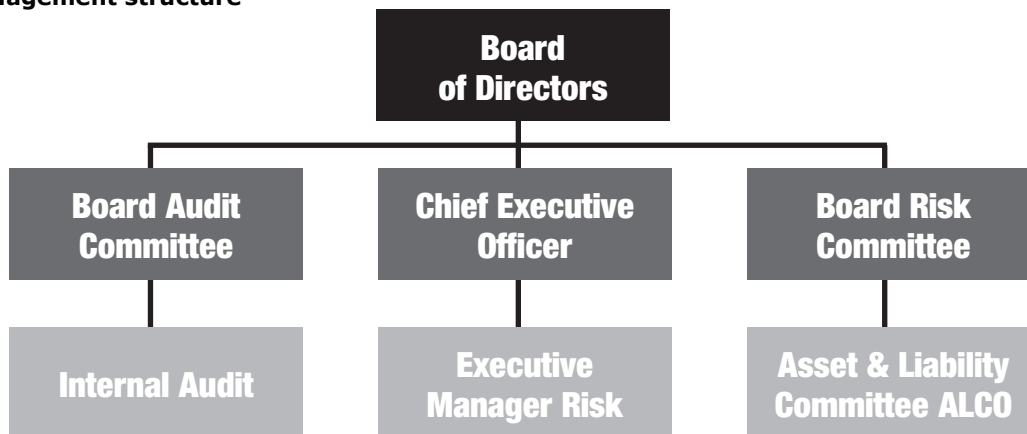 structure
Board
of Directors
Board Audit
Committee
Chief Executive
Officer
Board Risk
Committee
Internal Audit
Executive
Manager Risk
Asset & Liability
Committee ALCO